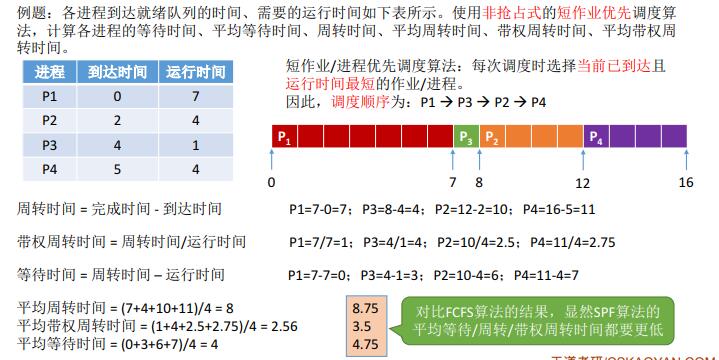 例题：各进程到达就绪队列的时间、需要的运行时间如下表所示。使用非抢占式的短作业优先调度算
法，计算各进程的等待时间、平均等待时间、周转时间、平均周转时间、带权周转时间、平均带权周
转时间。
进程 到达时间 运行时间
P1 0 7
P2 2 4
P3 4 1
P4 5 4
短作业/进程优先调度算法：每次调度时选择当前已到达且
运行时间最短的作业/进程。
因此，调度顺序为：P1 → P3 → P2 → P4
P1 P3 P2 P4
0 7 8 12 16
周转时间 = 完成时间 - 到达时间 P1=7-0=7；P3=8-4=4；P2=12-2=10；P4=16-5=11
带权周转时间 = 周转时间/运行时间 P1=7/7=1；P3=4/1=4；P2=10/4=2.5；P4=11/4=2.75
等待时间 = 周转时间 – 运行时间 P1=7-7=0；P3=4-1=3；P2=10-4=6；P4=11-4=7
平均周转时间 = (7+4+10+11)/4 = 8
平均带权周转时间 = (1+4+2.5+2.75)/4 = 2.56
平均等待时间 = (0+3+6+7)/4 = 4
8.75
3.5
4.75
对比FCFS算法的结果，显然SPF算法的
平均等待/周转/带权周转时间都要更低
王道考研/CSKAOYAN.COM